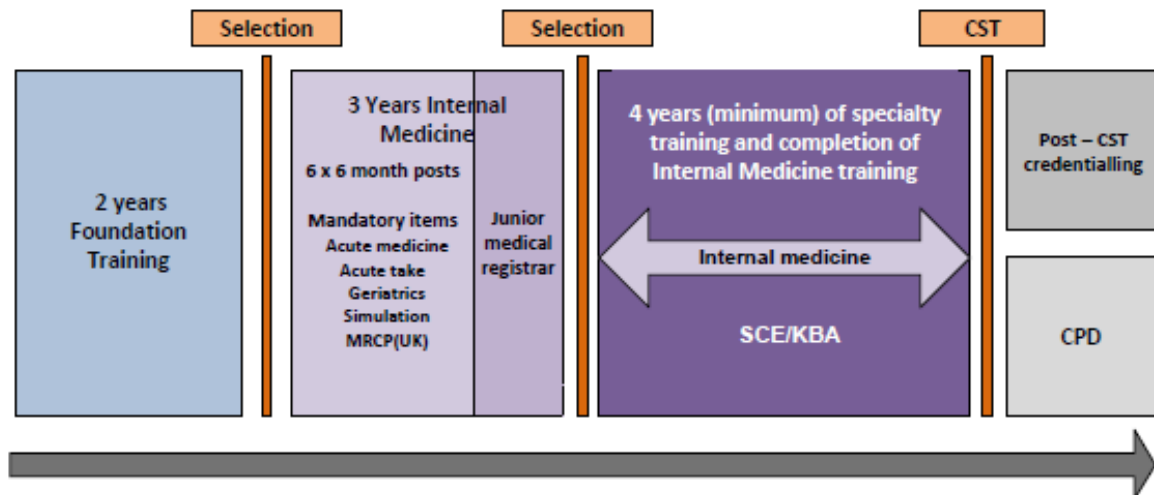 Selection
Selection
CST
2 years
Foundation
Training
3 Years Internal
Medicine
6 x 6 month posts
Mandatory items
Acute medicine
Acute take
Geriatrics
Simulation
MRCP(UK)
Junior
medical
registrar
4 years (minimum) of specialty
training and completion of
Internal Medicine training
Internal medicine
SCE/KBA
Post – CST
credentialling
CPD